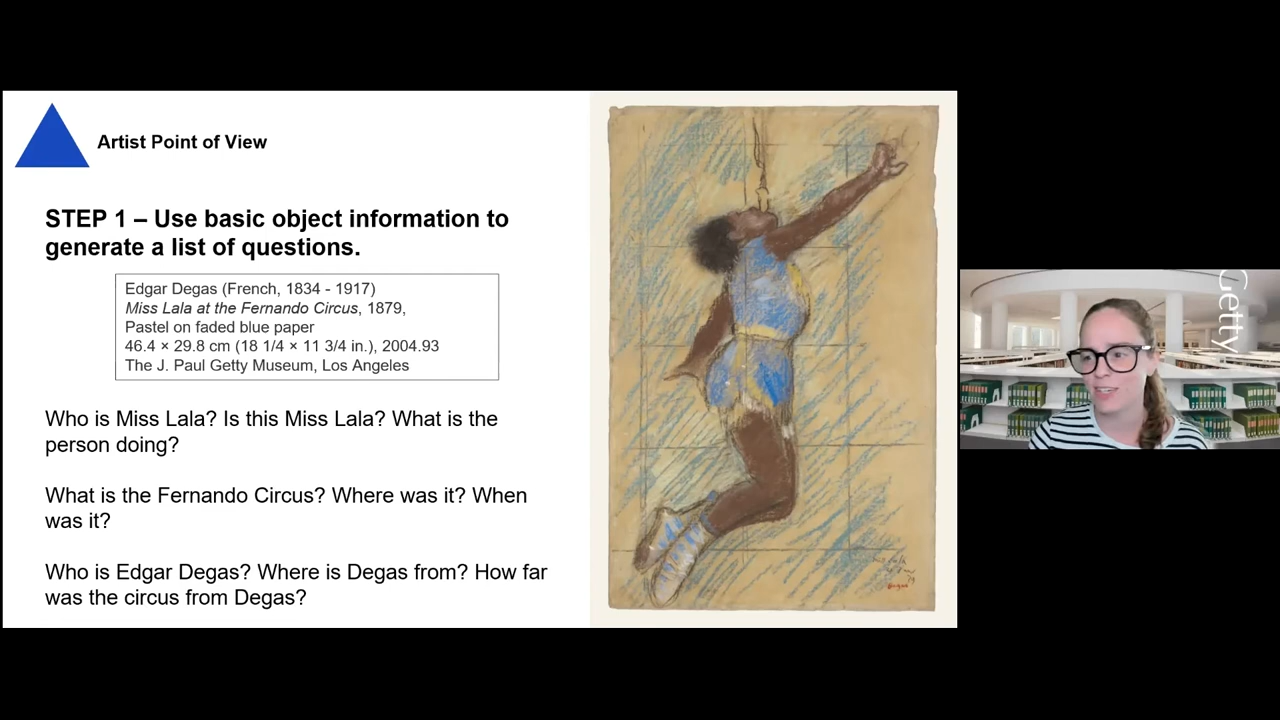 Artist Point of View
STEP 1 – Use basic object information to
generate a list of questions.
Edgar Degas (French, 1834 - 1917)
Miss Lala at the Fernando Circus, 1879,
Pastel on faded blue paper
46.4 × 29.8 cm (18 1/4 × 11 3/4 in.), 2004.93
The J. Paul Getty Museum, Los Angeles
Who is Miss Lala? Is this Miss Lala? What is the
person doing?
What is the Fernando Circus? Where was it? When
was it?
Who is Edgar Degas? Where is Degas from? How far
was the circus from Degas?
Getty